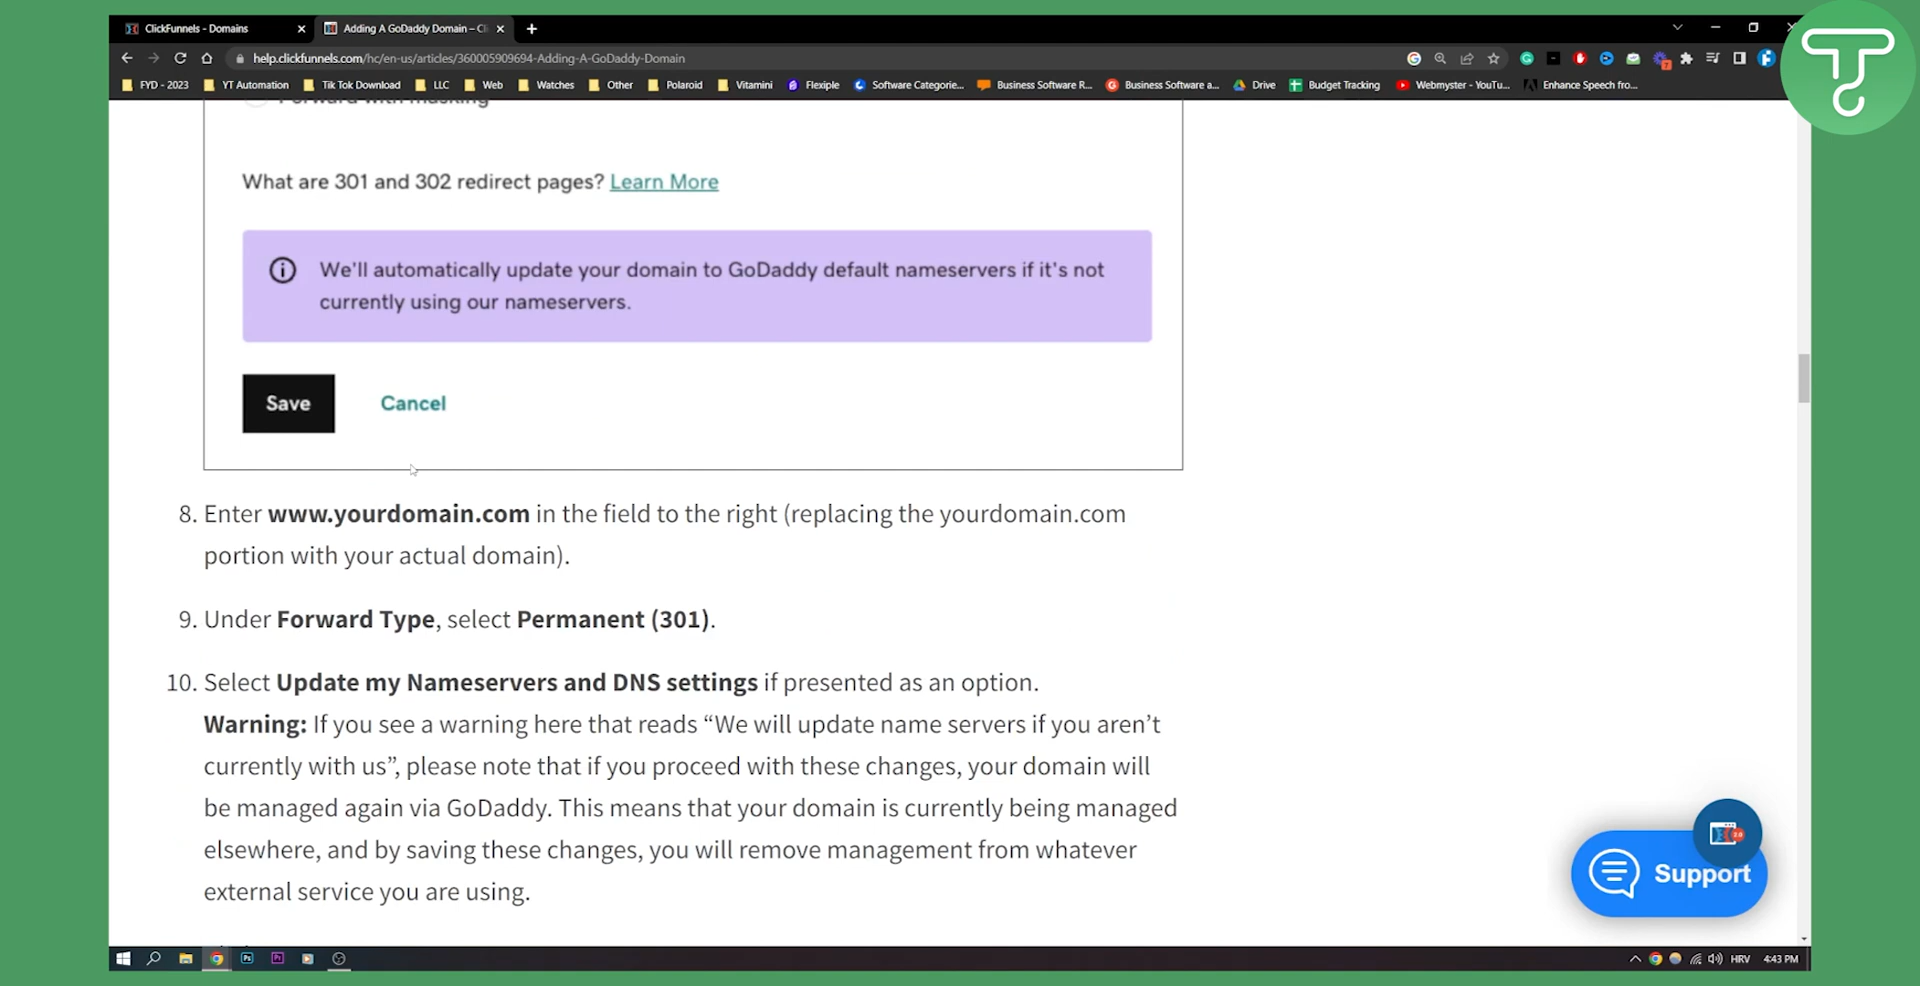 ClickFunnels - Domains
Adding A GoDaddy Domain – Cl
help.clickfunnels.com/hc/en-us/articles/360005909694-Adding-A-GoDaddy-Domain
FYD - 2023 YT Automation Tik Tok Download LLC Web Watches Other Polaroid Vitamini Flexiple Software Categorie... Business Software R... Business Software a... Drive Budget Tracking Webmyster - YouTu... Enhance Speech fro...
Forward with masking
What are 301 and 302 redirect pages? Learn More
We'll automatically update your domain to GoDaddy default nameservers if it's not
currently using our nameservers.
Save Cancel
8. Enter www.yourdomain.com in the field to the right (replacing the yourdomain.com
portion with your actual domain).
9. Under Forward Type, select Permanent (301).
10. Select Update my Nameservers and DNS settings if presented as an option.
Warning: If you see a warning here that reads “We will update name servers if you aren’t
currently with us”, please note that if you proceed with these changes, your domain will
be managed again via GoDaddy. This means that your domain is currently being managed
elsewhere, and by saving these changes, you will remove management from whatever
external service you are using.
Support
HRV 4:43 PM